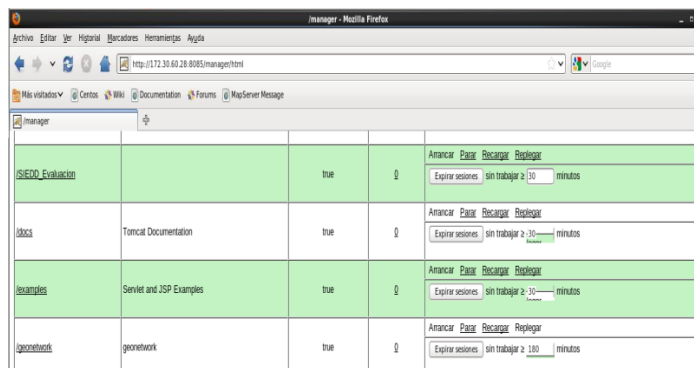 /manager - Mozilla Firefox
Archivo Editar Ver Historial Marcadores Herramientas Ayuda
http://172.30.60.28:8085/manager/html
Google
Más visitados Centos Wiki Documentation Forums MapServer Message
/manager
Arrancar Parar Recargar Replegar
/SIEDD_Evaluacion true 0 Expirar sesiones sin trabajar ≥ 30 minutos
Arrancar Parar Recargar Replegar
/docs Tomcat Documentation true 0 Expirar sesiones sin trabajar ≥ 30 minutos
Arrancar Parar Recargar Replegar
/examples Servlet and JSP Examples true 0 Expirar sesiones sin trabajar ≥ 30 minutos
Arrancar Parar Recargar Replegar
/geonetwork geonetwork true 0 Expirar sesiones sin trabajar ≥ 180 minutos